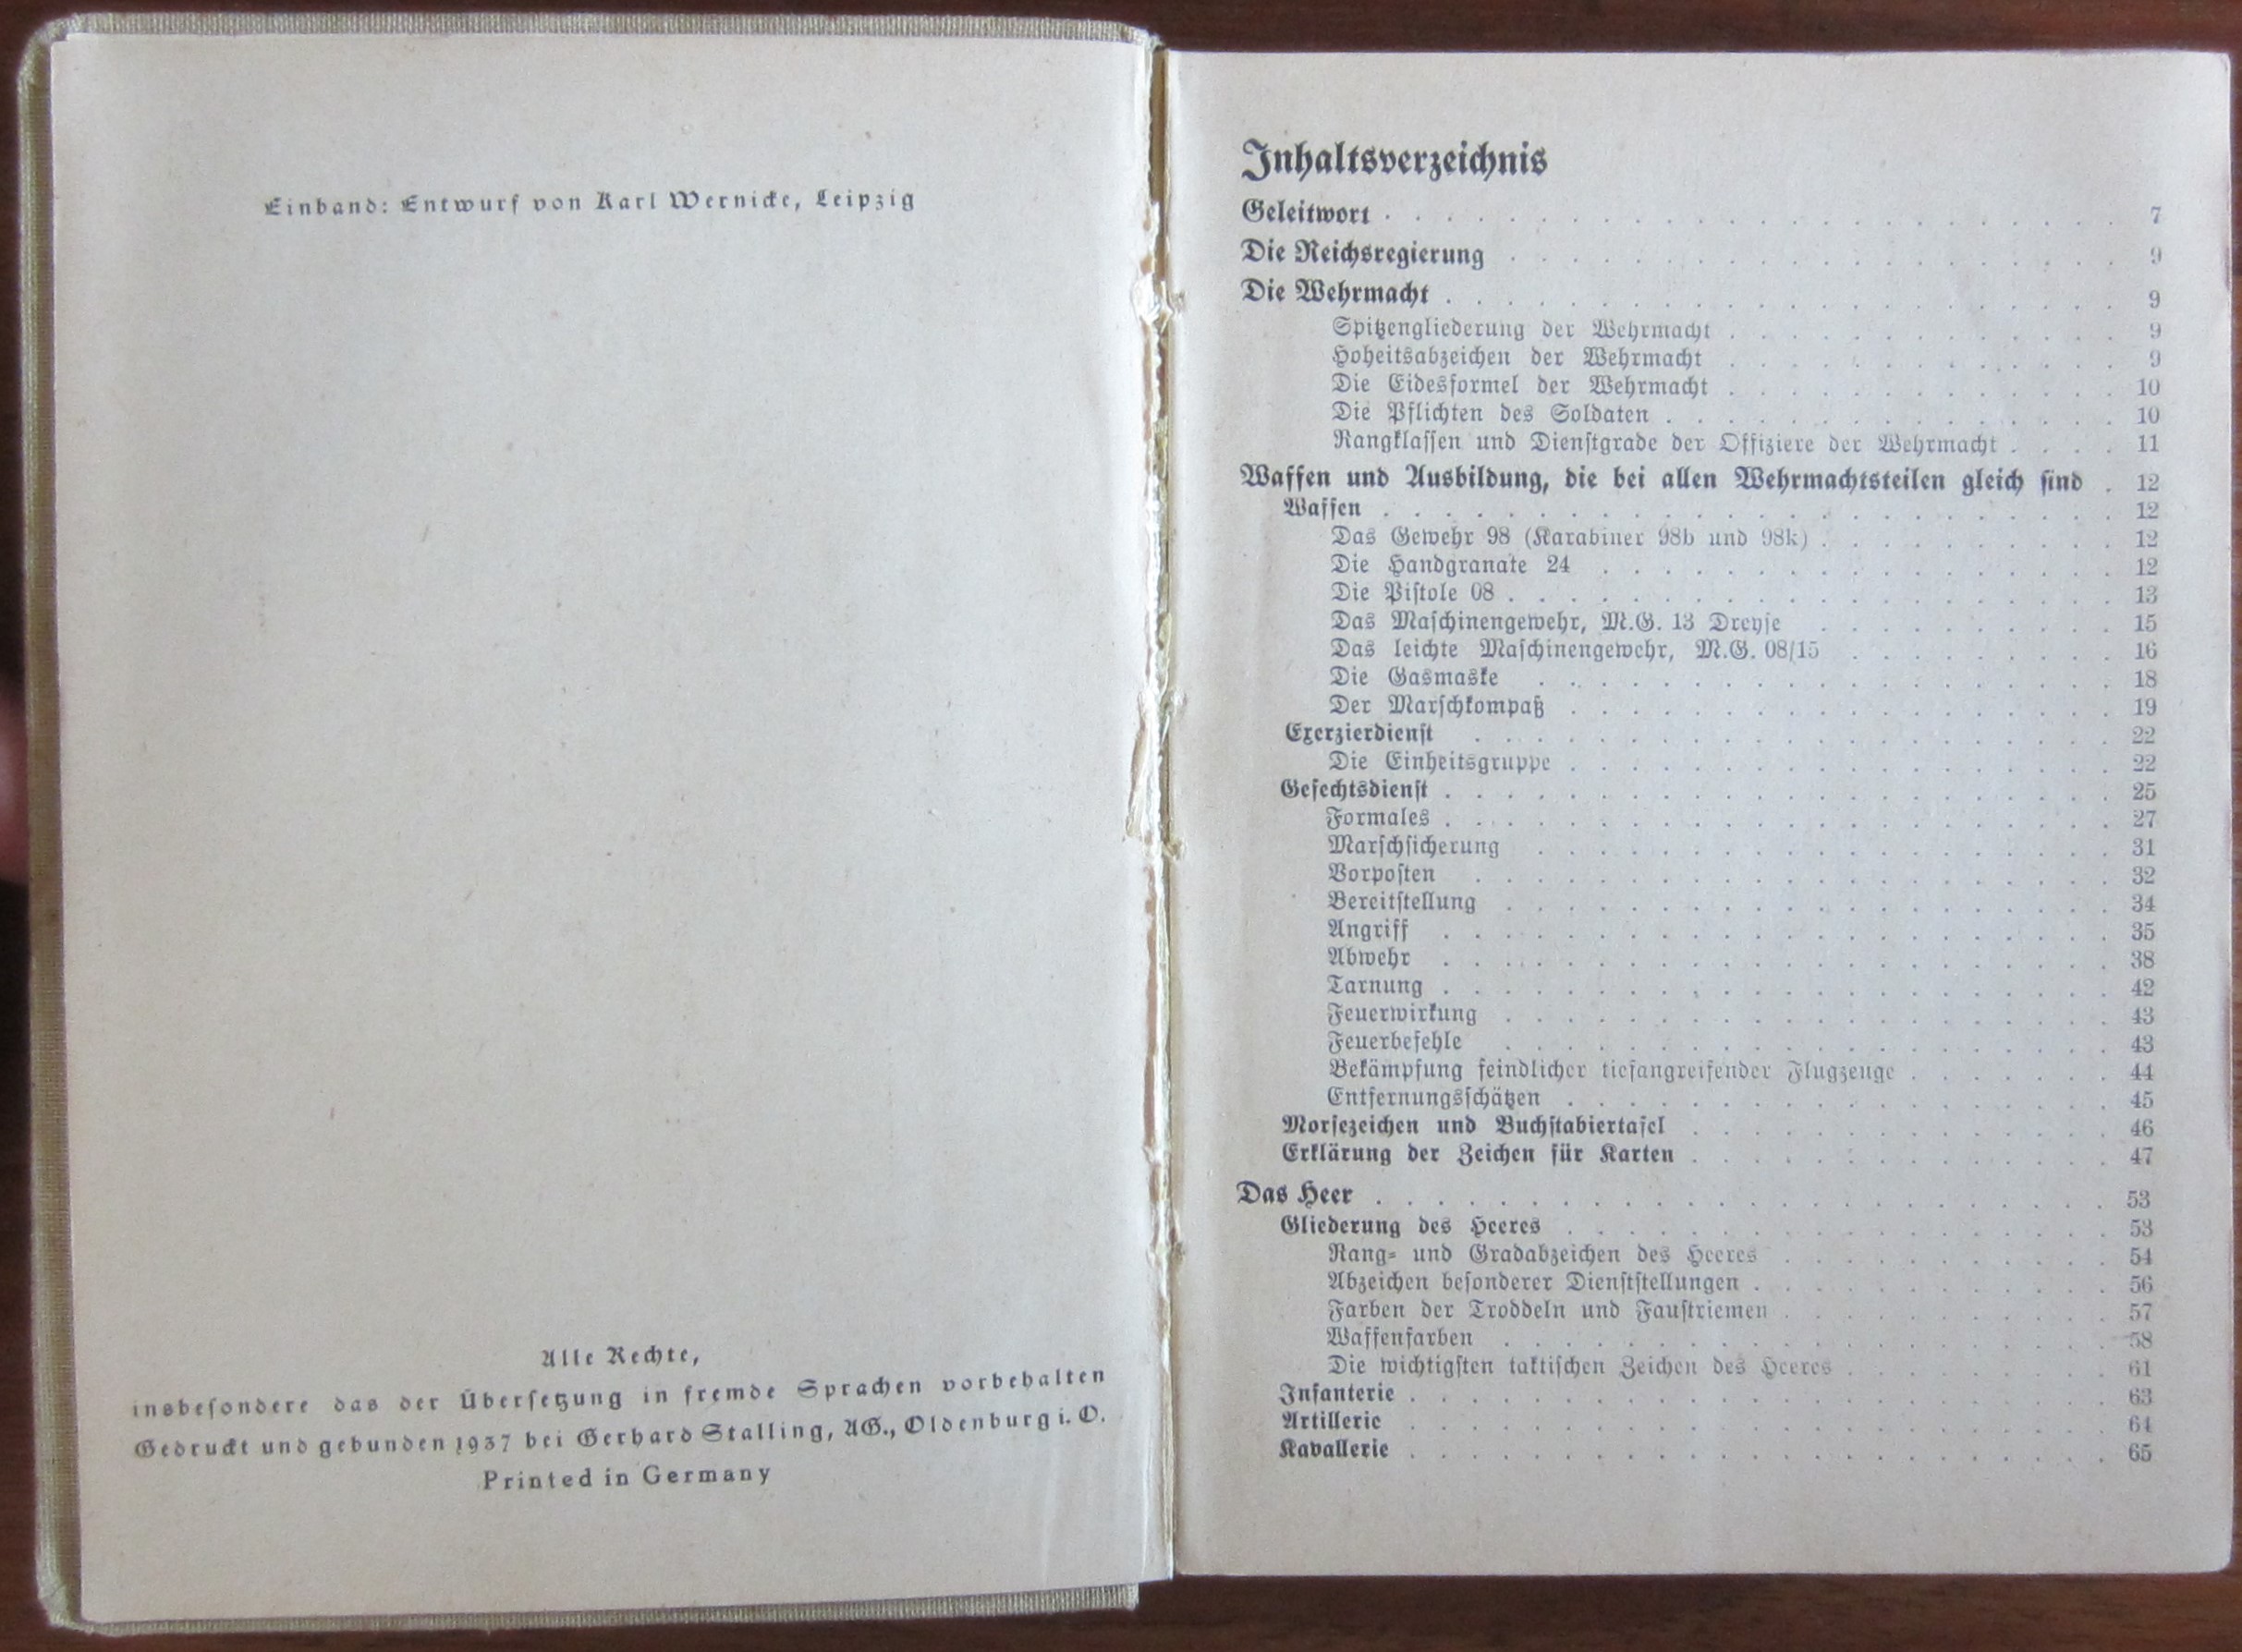 Einband: Entwurf von Karl Wernicke, Leipzig
Alle Rechte,
insbesondere das der Übersetzung in fremde Sprachen vorbehalten
Gedruckt und gebunden 1937 bei Gerhard Stalling, AG., Oldenburg i. O.
Printed in Germany
Inhaltsverzeichnis
Geleitwort . . . . . . . . 7
Die Reichsregierung . . . . . . . . 9
Die Wehrmacht . . . . . . . . 9
Spitzengliederung der Wehrmacht . . . . . . . . 9
Hoheitsabzeichen der Wehrmacht . . . . . . . . 9
Die Eidesformel der Wehrmacht . . . . . . . . 10
Die Pflichten des Soldaten . . . . . . . . 10
Rangklaſſen und Dienſtgrade der Offiziere der Wehrmacht . . . . 11
Waffen und Ausbildung, die bei allen Wehrmachtsteilen gleich ſind . 12
Waffen . . . . . . . . 12
Das Gewehr 98 (Karabiner 98b und 98k) . . . . . . . . 12
Die Handgranate 24 . . . . . . . . 12
Die Piſtole 08 . . . . . . . . 13
Das Maſchinengewehr, M.G. 13 Dreyſe . . . . . . . . 15
Das leichte Maſchinengewehr, M.G. 08/15 . . . . . . . . 16
Die Gasmaske . . . . . . . . 18
Der Marſchkompaß . . . . . . . . 19
Exerzierdienſt . . . . . . . . 22
Die Einheitsgruppe . . . . . . . . 22
Gefechtsdienſt . . . . . . . . 25
Formales . . . . . . . . 27
Marſchſicherung . . . . . . . . 31
Vorpoſten . . . . . . . . 32
Bereitſtellung . . . . . . . . 34
Angriff . . . . . . . . 35
Abwehr . . . . . . . . 38
Tarnung . . . . . . . . 42
Feuerwirkung . . . . . . . . 43
Feuerbefehle . . . . . . . . 43
Bekämpfung feindlicher tiefangreifender Flugzeuge . . . . . . . 44
Entfernungsſchätzen . . . . . . . . 45
Morſezeichen und Buchſtabiertafel . . . . . . . . 46
Erklärung der Zeichen für Karten . . . . . . . . 47
Das Heer . . . . . . . . 53
Gliederung des Heeres . . . . . . . . 53
Rang- und Gradabzeichen des Heeres . . . . . . . . 54
Abzeichen beſonderer Dienſtſtellungen . . . . . . . . 56
Farben der Troddeln und Fauſtriemen . . . . . . . . 57
Waffenfarben . . . . . . . . 58
Die wichtigſten taktiſchen Zeichen des Heeres . . . . . . . . 61
Infanterie . . . . . . . . 63
Artillerie . . . . . . . . 64
Kavallerie . . . . . . . . 65